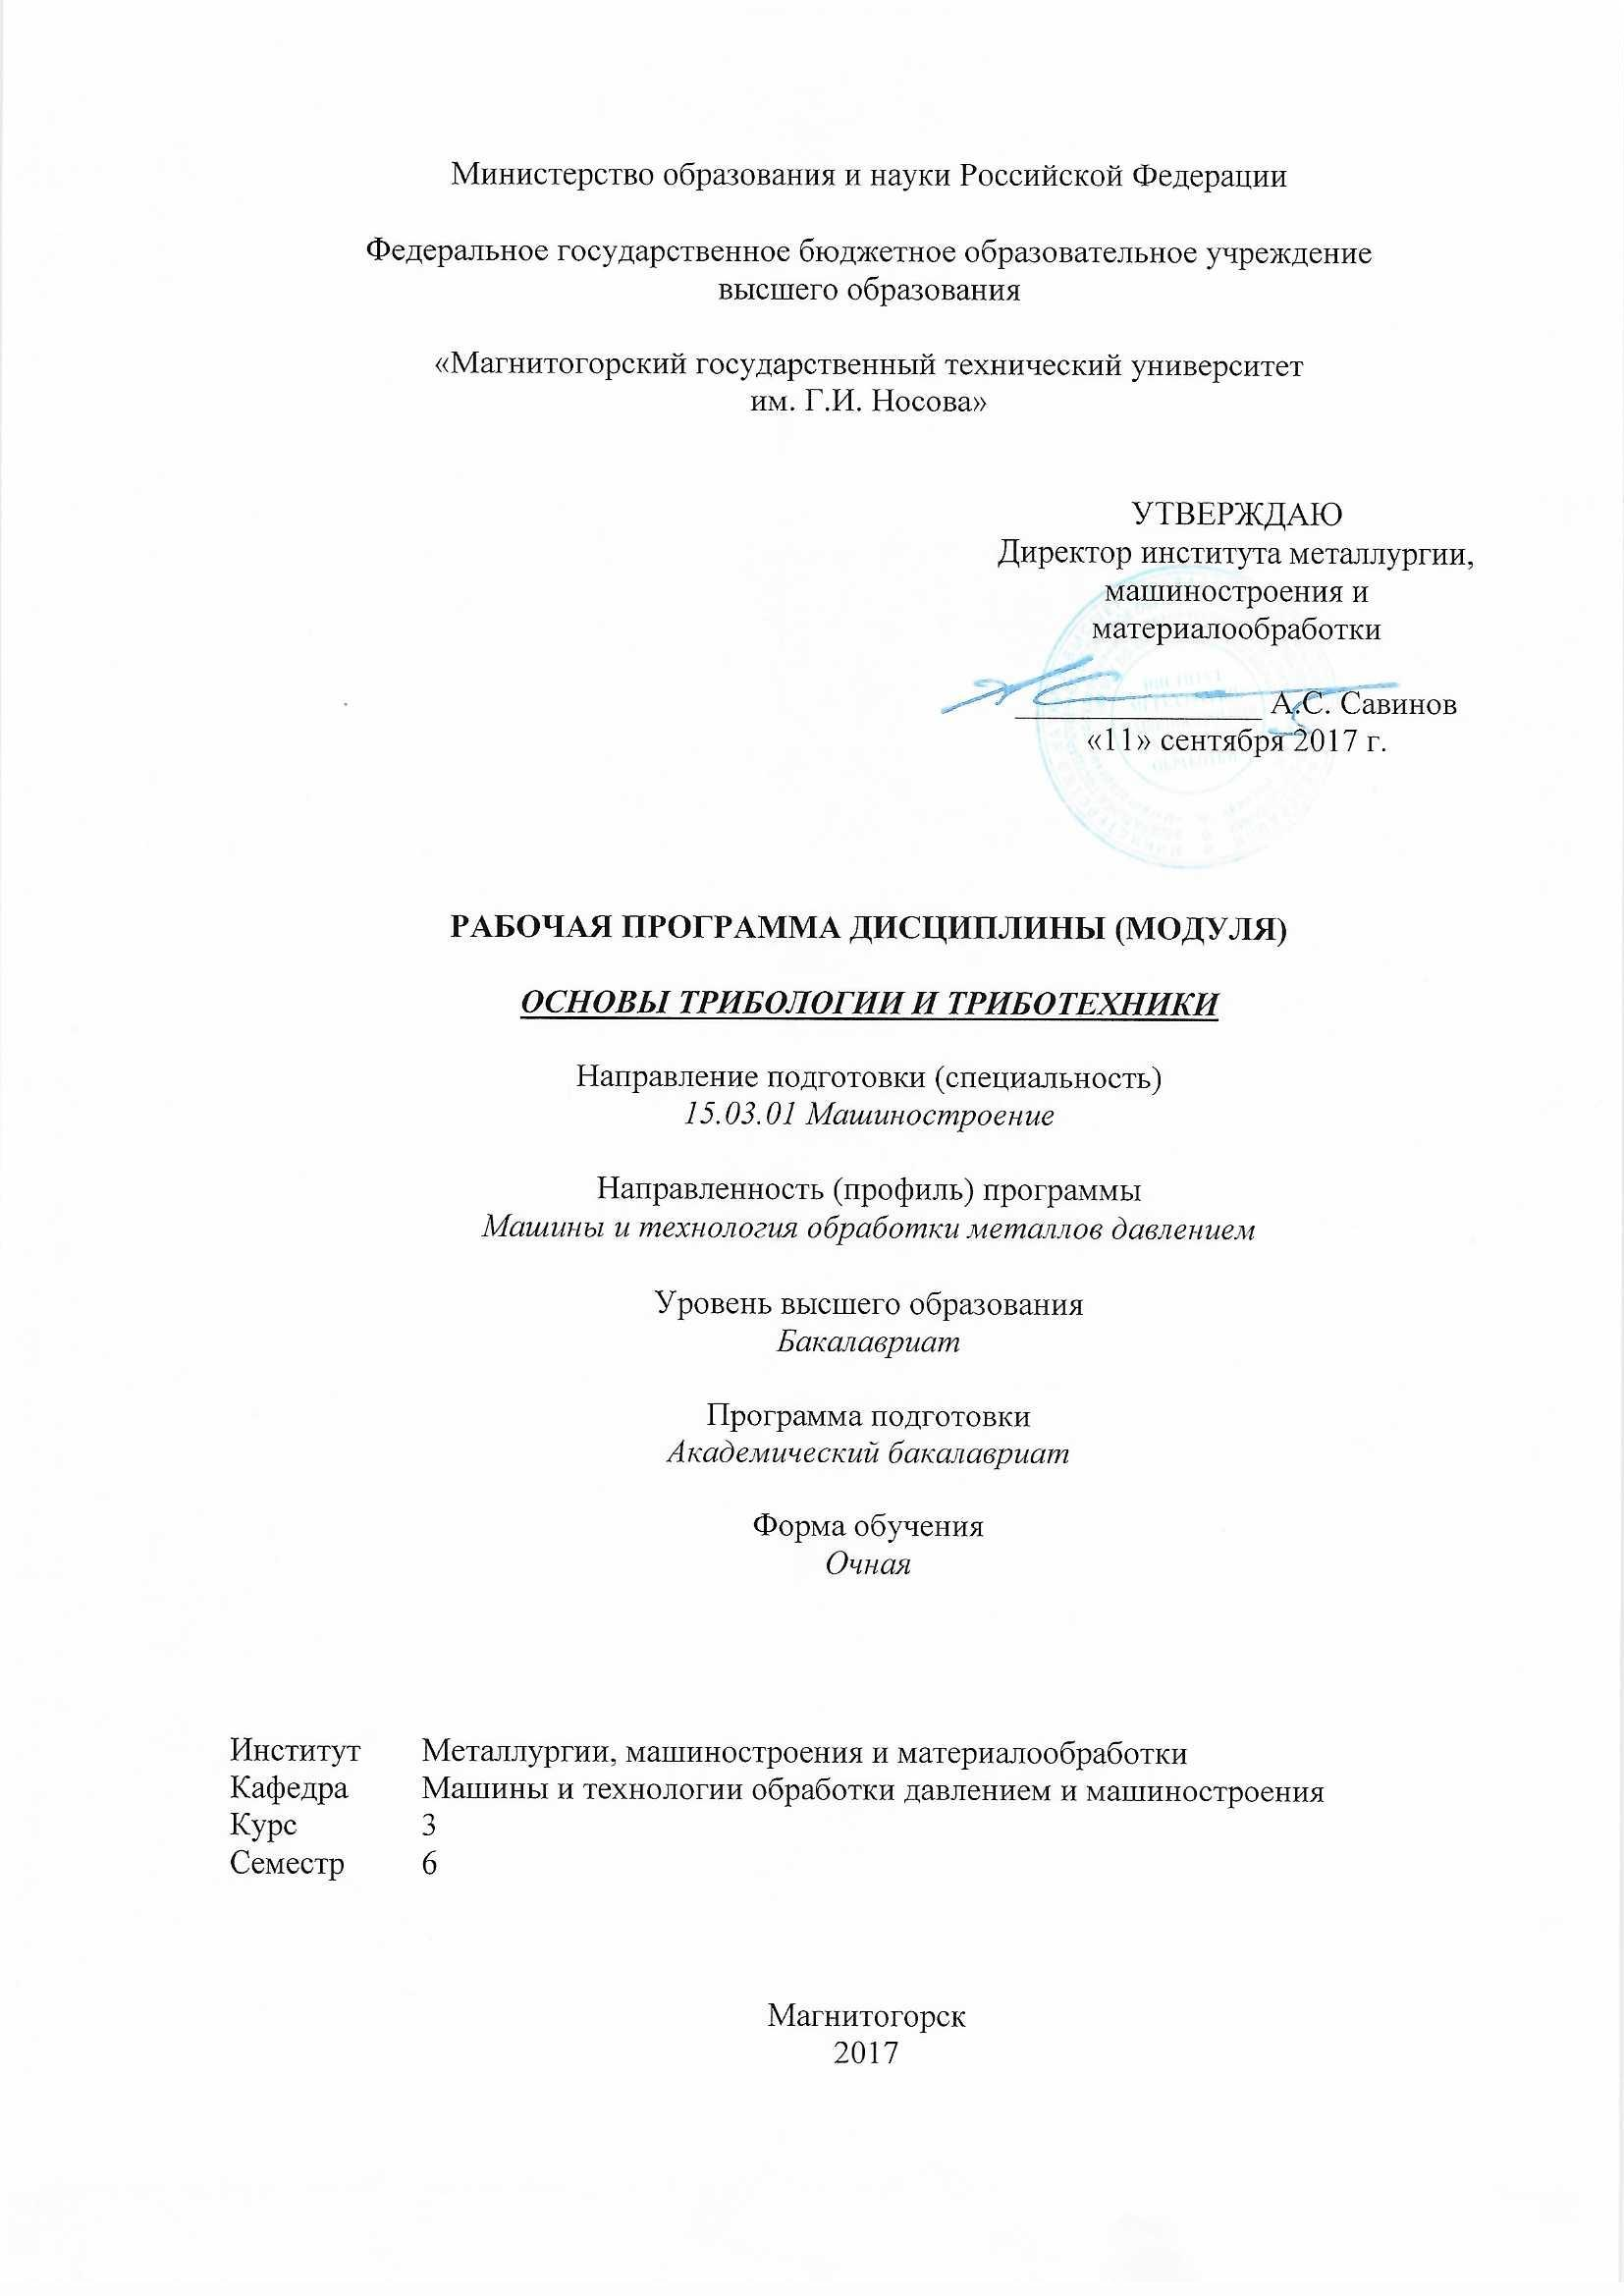 Министерство образования и науки Российской Федерации
Федеральное государственное бюджетное образовательное учреждение
высшего образования
«Магнитогорский государственный технический университет
им. Г.И. Носова»
УТВЕРЖДАЮ
Директор института металлургии,
машиностроения и
материалообработки
А.С. Савинов
«11» сентября 2017 г.
РАБОЧАЯ ПРОГРАММА ДИСЦИПЛИНЫ (МОДУЛЯ)
ОСНОВЫ ТРИБОЛОГИИ И ТРИБОТЕХНИКИ
Направление подготовки (специальность)
15.03.01 Машиностроение
Направленность (профиль) программы
Машины и технология обработки металлов давлением
Уровень высшего образования
Бакалавриат
Программа подготовки
Академический бакалавриат
Форма обучения
Очная
Институт Металлургии, машиностроения и материалообработки
Кафедра Машины и технологии обработки давлением и машиностроения
Курс 3
Семестр 6
Магнитогорск
2017